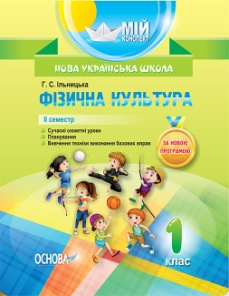 МІЙ
КОНСПЕКТ
НОВА УКРАЇНСЬКА ШКОЛА
Г. С. Ільницька
ФІЗИЧНА КУЛЬТУРА
ІІ семестр
• Сучасні сюжетні уроки
• Планування
• Вивчення техніки виконання базових вправ
ЗА НОВОЮ
ПРОГРАМОЮ
1
клас
ОСНОВА